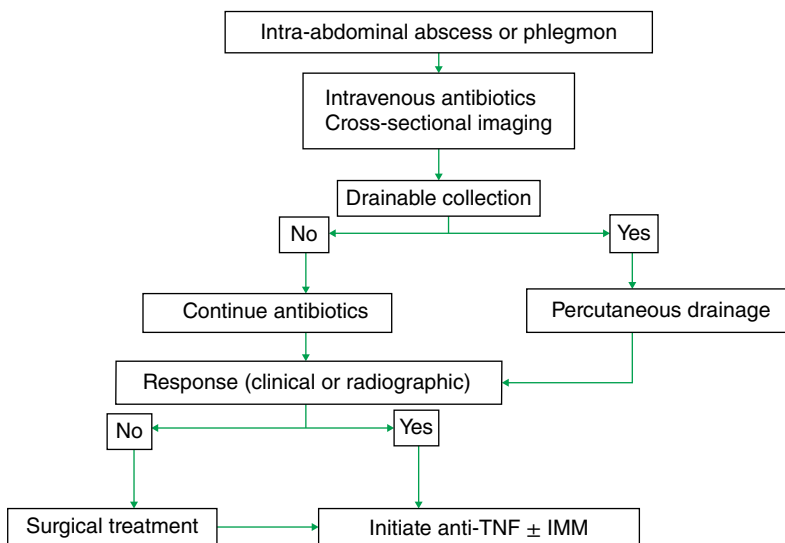 Intra-abdominal abscess or phlegmon
Intravenous antibiotics
Cross-sectional imaging
Drainable collection
No
Yes
Continue antibiotics
Percutaneous drainage
Response (clinical or radiographic)
No
Yes
Surgical treatment
Initiate anti-TNF ± IMM